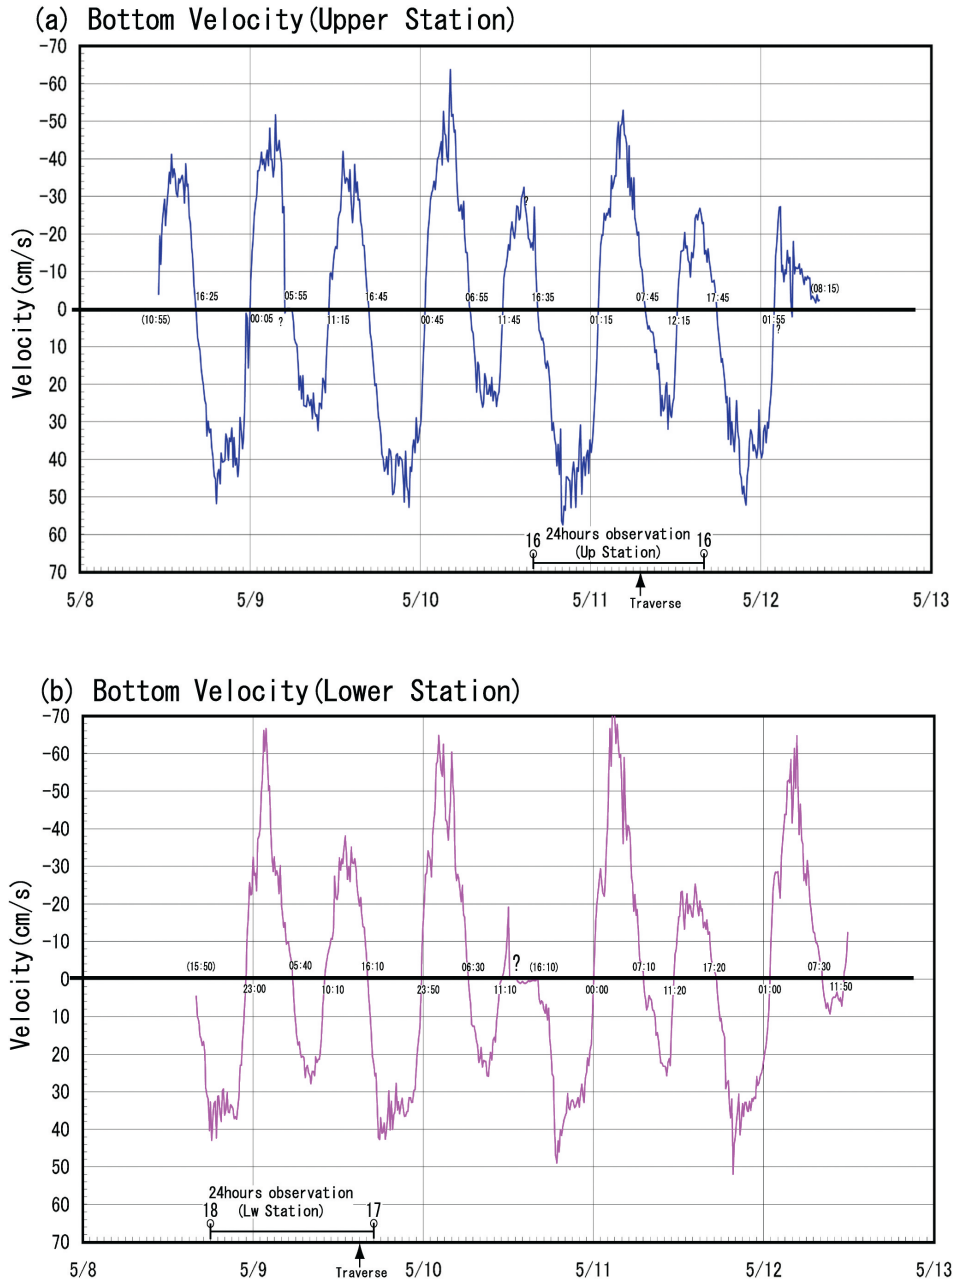 (a) Bottom Velocity(Upper Station)
-70
-60
-50
-40
-30
-20
-10
0
10
20
30
40
50
60
70
Velocity(cm/s)
?
16:25 05:55 16:45 06:55 16:35 07:45 17:45 (08:15)
(10:55) 00:05 ? 11:15 00:45 11:45 01:15 12:15 01:55
?
24hours observation
16 16
(Up Station)
5/8 5/9 5/10 5/11 5/12 5/13
Traverse
(b) Bottom Velocity(Lower Station)
-70
-60
-50
-40
-30
-20
-10
0
10
20
30
40
50
60
70
Velocity(cm/s)
?
(15:50) 05:40 16:10 06:30 (16:10) 07:10 17:20 07:30
23:00 10:10 23:50 11:10 00:00 11:20 01:00 11:50
24hours observation
18 (Lw Station) 17
5/8 5/9 5/10 5/11 5/12 5/13
Traverse